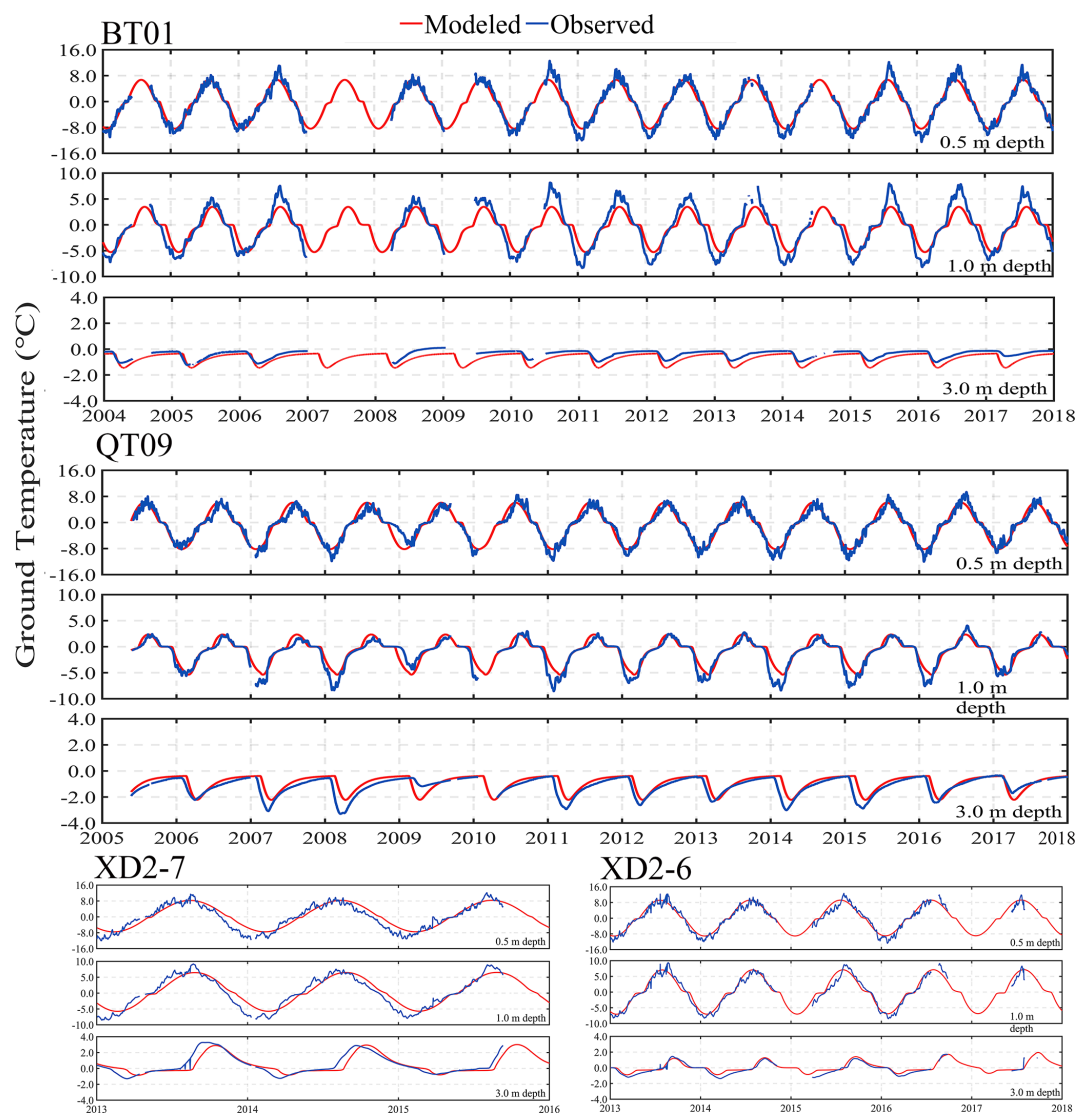 Modeled Observed
BT01
16.0
8.0
0.0
-8.0
-16.0
0.5 m depth
10.0
5.0
0.0
-5.0
-10.0
1.0 m depth
4.0
2.0
-0.0
-2.0
-4.0
3.0 m depth
2004 2005 2006 2007 2008 2009 2010 2011 2012 2013 2014 2015 2016 2017 2018
Ground Temperature (℃)
QT09
16.0
8.0
0.0
-8.0
-16.0
0.5 m depth
10.0
5.0
0.0
-5.0
-10.0
1.0 m
depth
4.0
2.0
-0.0
-2.0
-4.0
3.0 m depth
2005 2006 2007 2008 2009 2010 2011 2012 2013 2014 2015 2016 2017 2018
XD2-7
16.0
8.0
0.0
-8.0
-16.0
0.5 m depth
10.0
5.0
0.0
-5.0
-10.0
1.0 m depth
4.0
2.0
0.0
-2.0
-4.0
3.0 m depth
2013 2014 2015 2016
XD2-6
16.0
8.0
0.0
-8.0
-16.0
0.5 m depth
10.0
5.0
0.0
-5.0
-10.0
1.0 m
depth
4.0
2.0
0.0
-2.0
-4.0
3.0 m depth
2013 2014 2015 2016 2017 2018